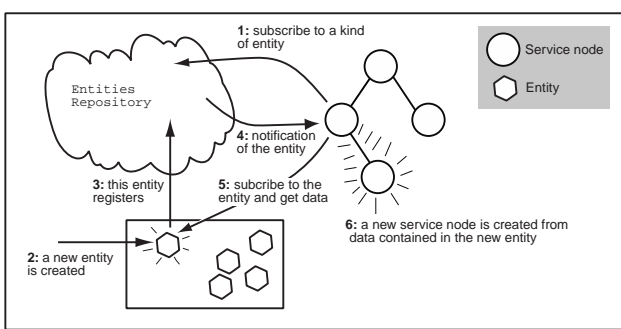 1: subscribe to a kind
of entity
Service node
Entity
Entities
Repository
4: notification
of the entity
3: this entity
registers
5: subcribe to the
entity and get data
6: a new service node is created from
data contained in the new entity
2: a new entity
is created